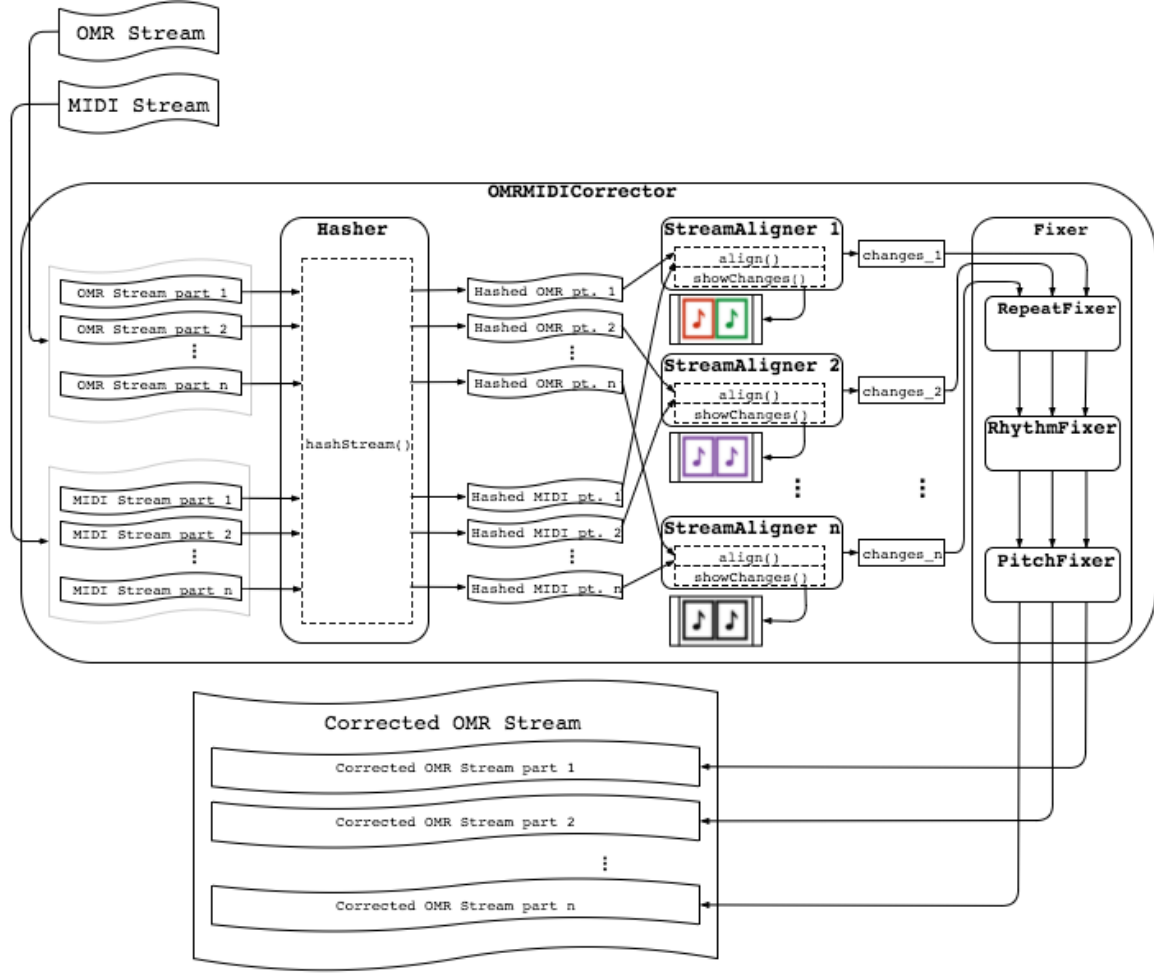 OMR Stream
MIDI Stream
OMRMIDICorrector
Hasher
hashStream()
OMR Stream part 1
OMR Stream part 2
OMR Stream part n
MIDI Stream part 1
MIDI Stream part 2
MIDI Stream part n
Hashed OMR pt. 1
Hashed OMR pt. 2
Hashed OMR pt. n
Hashed MIDI pt. 1
Hashed MIDI pt. 2
Hashed MIDI pt. n
StreamAligner 1
align()
showChanges()
StreamAligner 2
align()
showChanges()
StreamAligner n
align()
showChanges()
changes_1
changes_2
changes_n
Fixer
RepeatFixer
RhythmFixer
PitchFixer
Corrected OMR Stream
Corrected OMR Stream part 1
Corrected OMR Stream part 2
Corrected OMR Stream part n